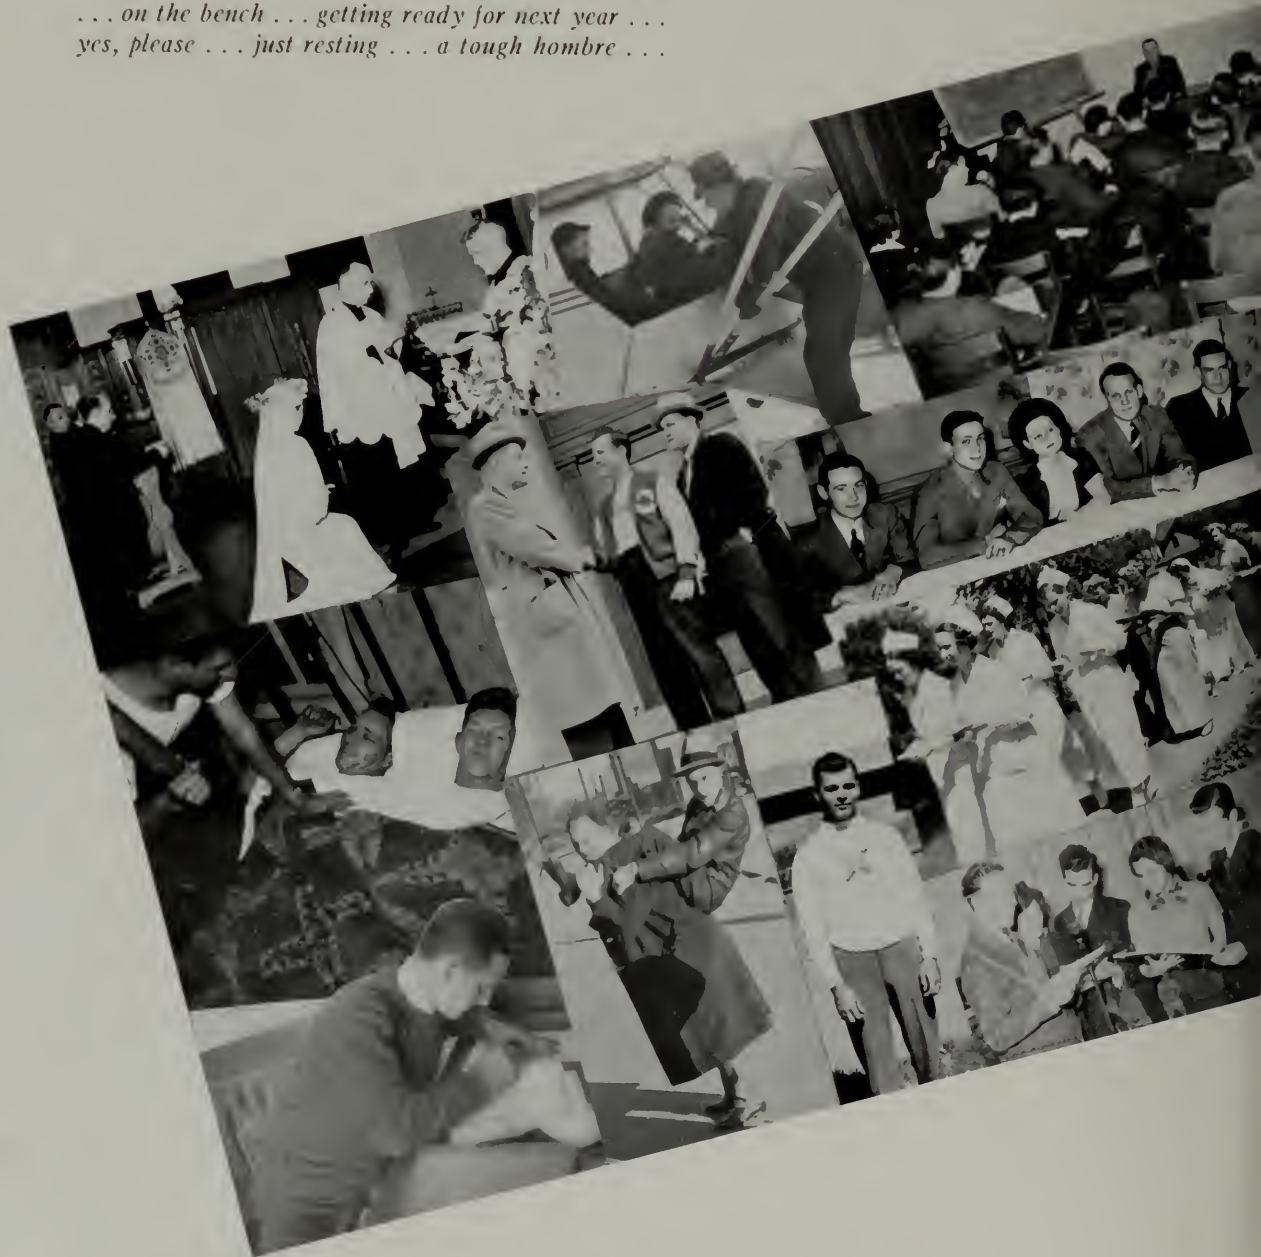 . . . on the bench . . . getting ready for next year . . .
yes, please . . . just resting . . . a tough hombre . . .